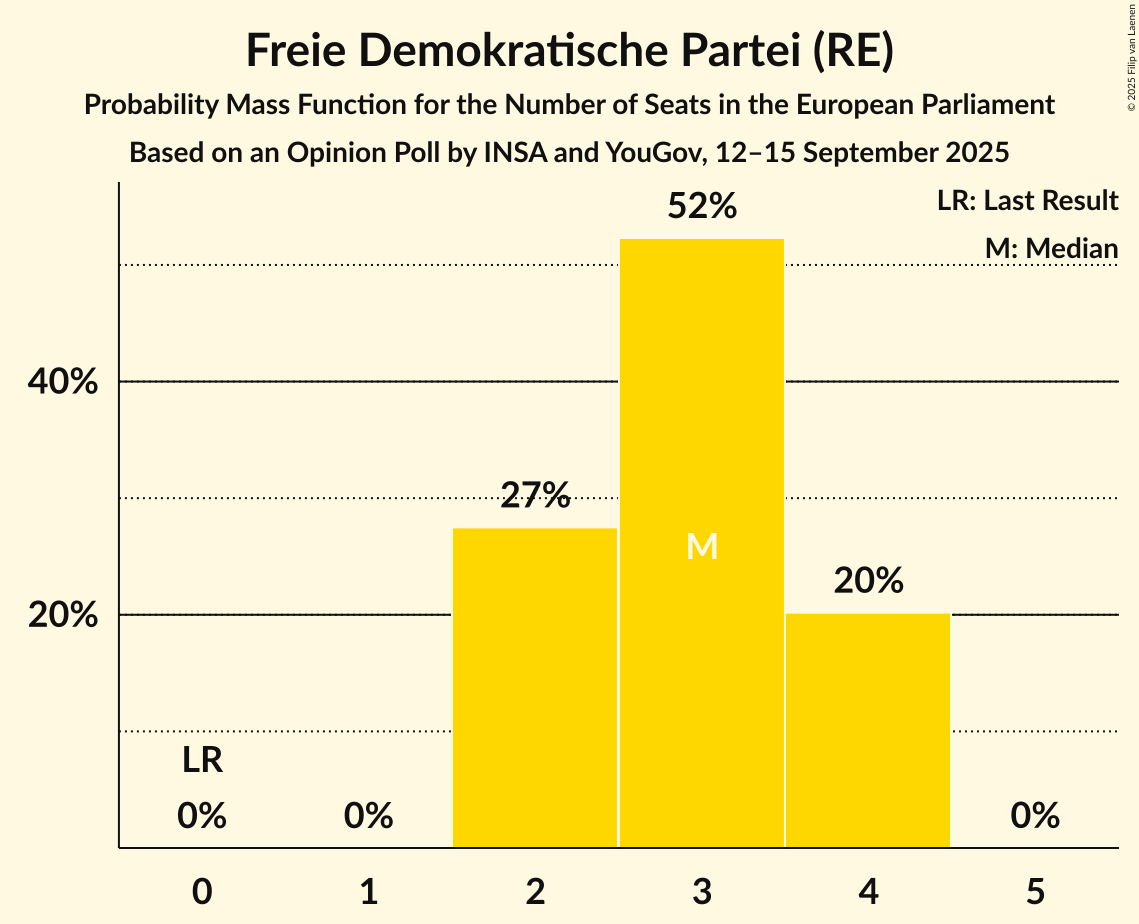 Freie Demokratische Partei (RE)
Probability Mass Function for the Number of Seats in the European Parliament
Based on an Opinion Poll by INSA and YouGov, 12–15 September 2025
© 2025 Filip van Laenen
LR: Last Result
M: Median
52%
40%
27%
M
20%
20%
LR
0%
0%
0%
0
1
2
3
4
5